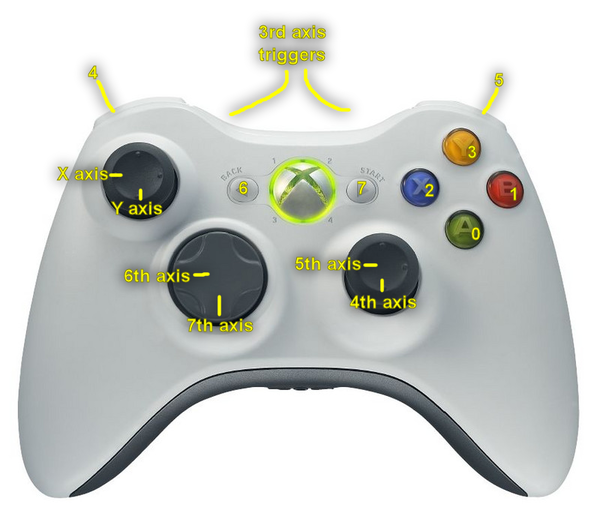 3rd axis
triggers
4
5
Y
3
1
2
X axis
BACK
START
6
7
X
2
B
1
Y axis
A
0
3
4
6th axis
5th axis
4th axis
7th axis